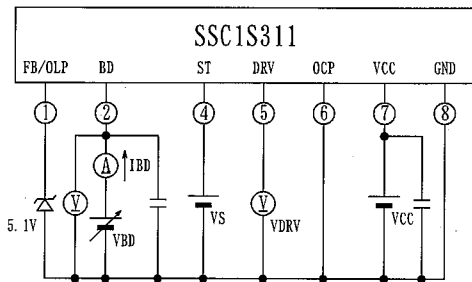 SSC1S311
FB/OLP BD ST DRV OCP VCC GND
1 2 4 5 6 7 8
A IBD
V V
5.1V VBD VS VDRV VCC